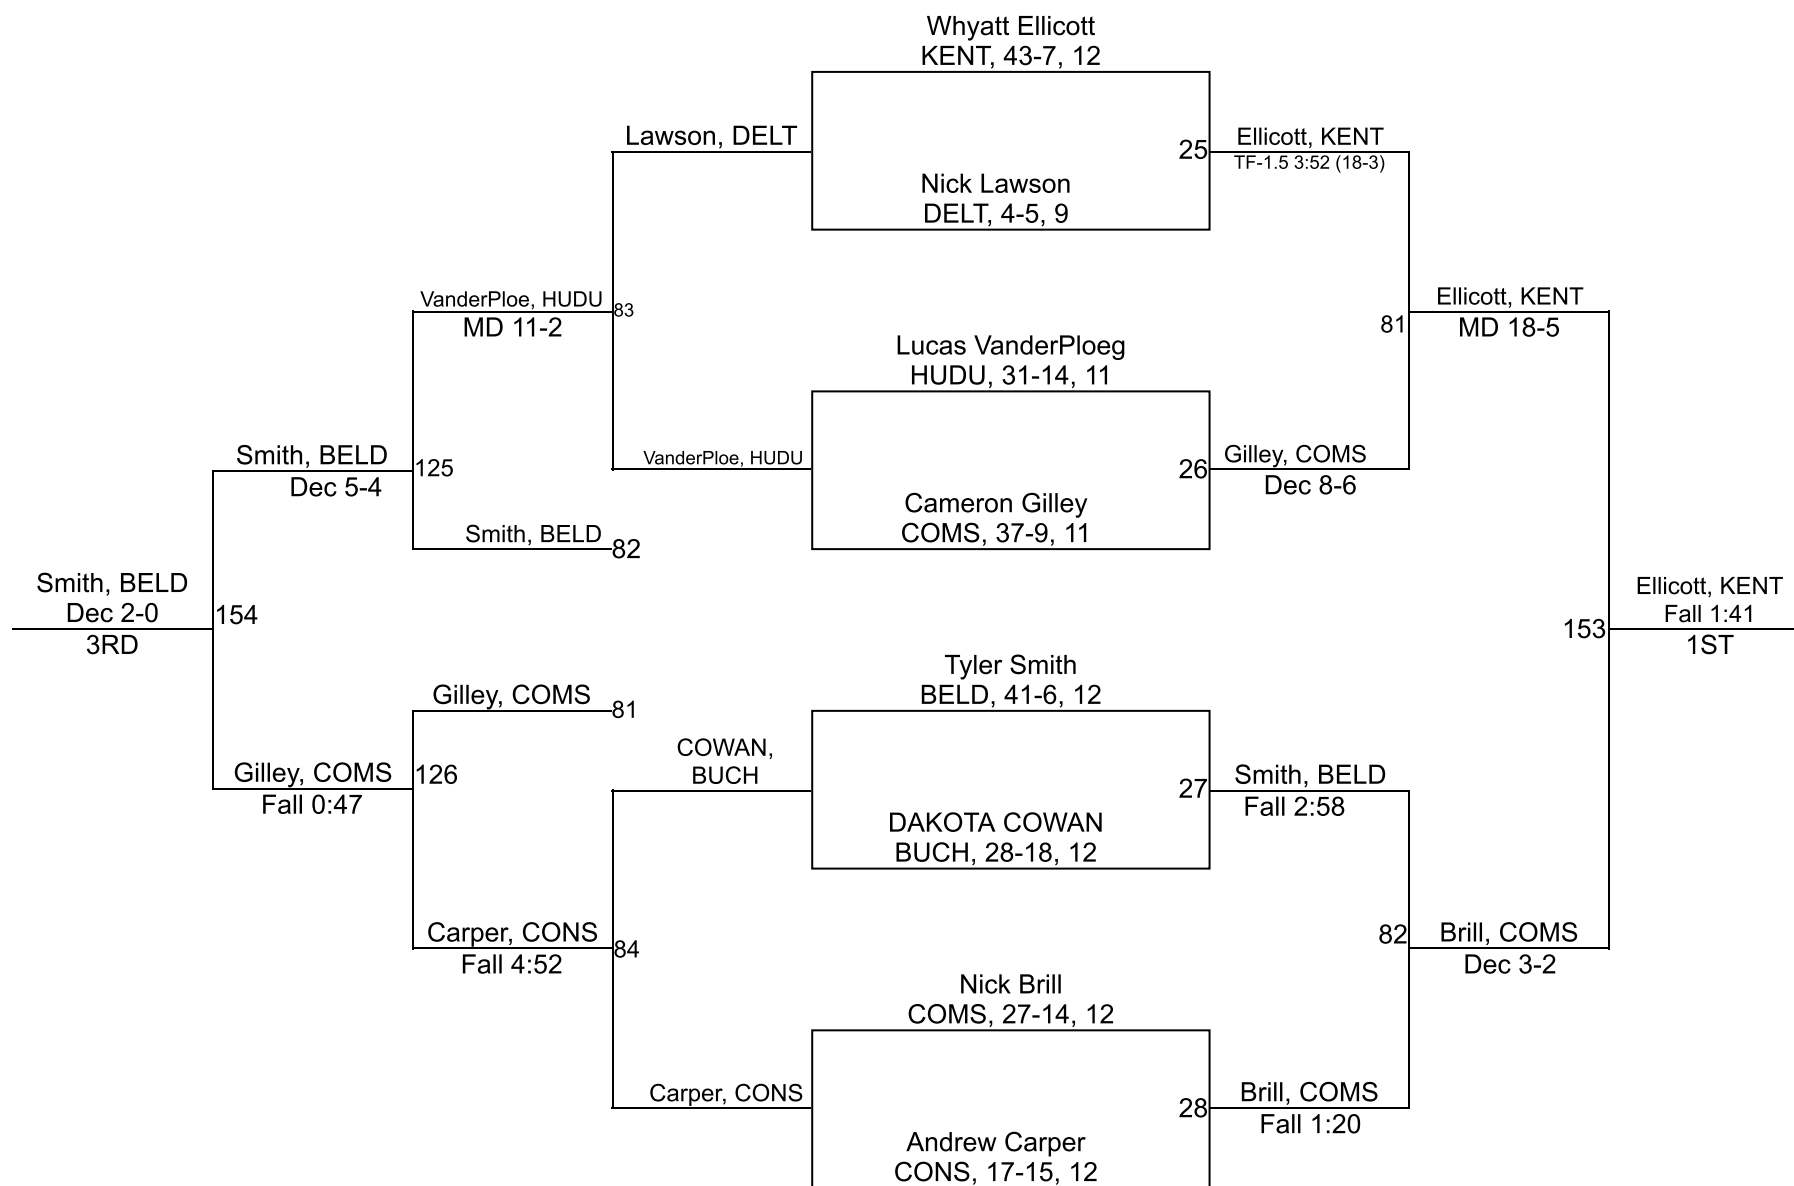 Whyatt Ellicott
KENT, 43-7, 12
Lawson, DELT
25
Ellicott, KENT
TF-1.5 3:52 (18-3)
Nick Lawson
DELT, 4-5, 9
VanderPloe, HUDU
83
MD 11-2
81
Ellicott, KENT
MD 18-5
Lucas VanderPloeg
HUDU, 31-14, 11
Smith, BELD
125
Dec 5-4
VanderPloe, HUDU
26
Gilley, COMS
Dec 8-6
Cameron Gilley
COMS, 37-9, 11
Smith, BELD
82
Smith, BELD
Dec 2-0
154
3RD
153
Ellicott, KENT
Fall 1:41
1ST
Tyler Smith
BELD, 41-6, 12
Gilley, COMS
81
COWAN,
BUCH
27
Smith, BELD
Fall 2:58
Gilley, COMS
126
Fall 0:47
DAKOTA COWAN
BUCH, 28-18, 12
Carper, CONS
84
Fall 4:52
82
Brill, COMS
Dec 3-2
Nick Brill
COMS, 27-14, 12
Carper, CONS
28
Brill, COMS
Fall 1:20
Andrew Carper
CONS, 17-15, 12